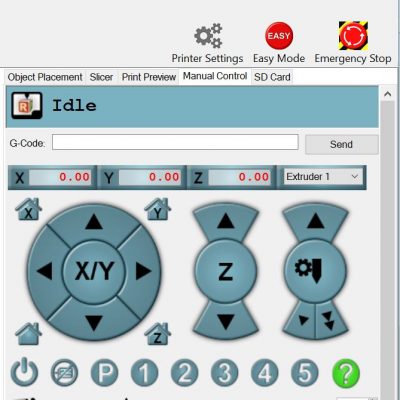 EASY
Printer Settings Easy Mode Emergency Stop
Object Placement Slicer Print Preview Manual Control SD Card
R Idle
G-Code: Send
X 0.00 Y 0.00 Z 0.00 Extruder 1
X Y
X/Y Z
Z
P 1 2 3 4 5 ?